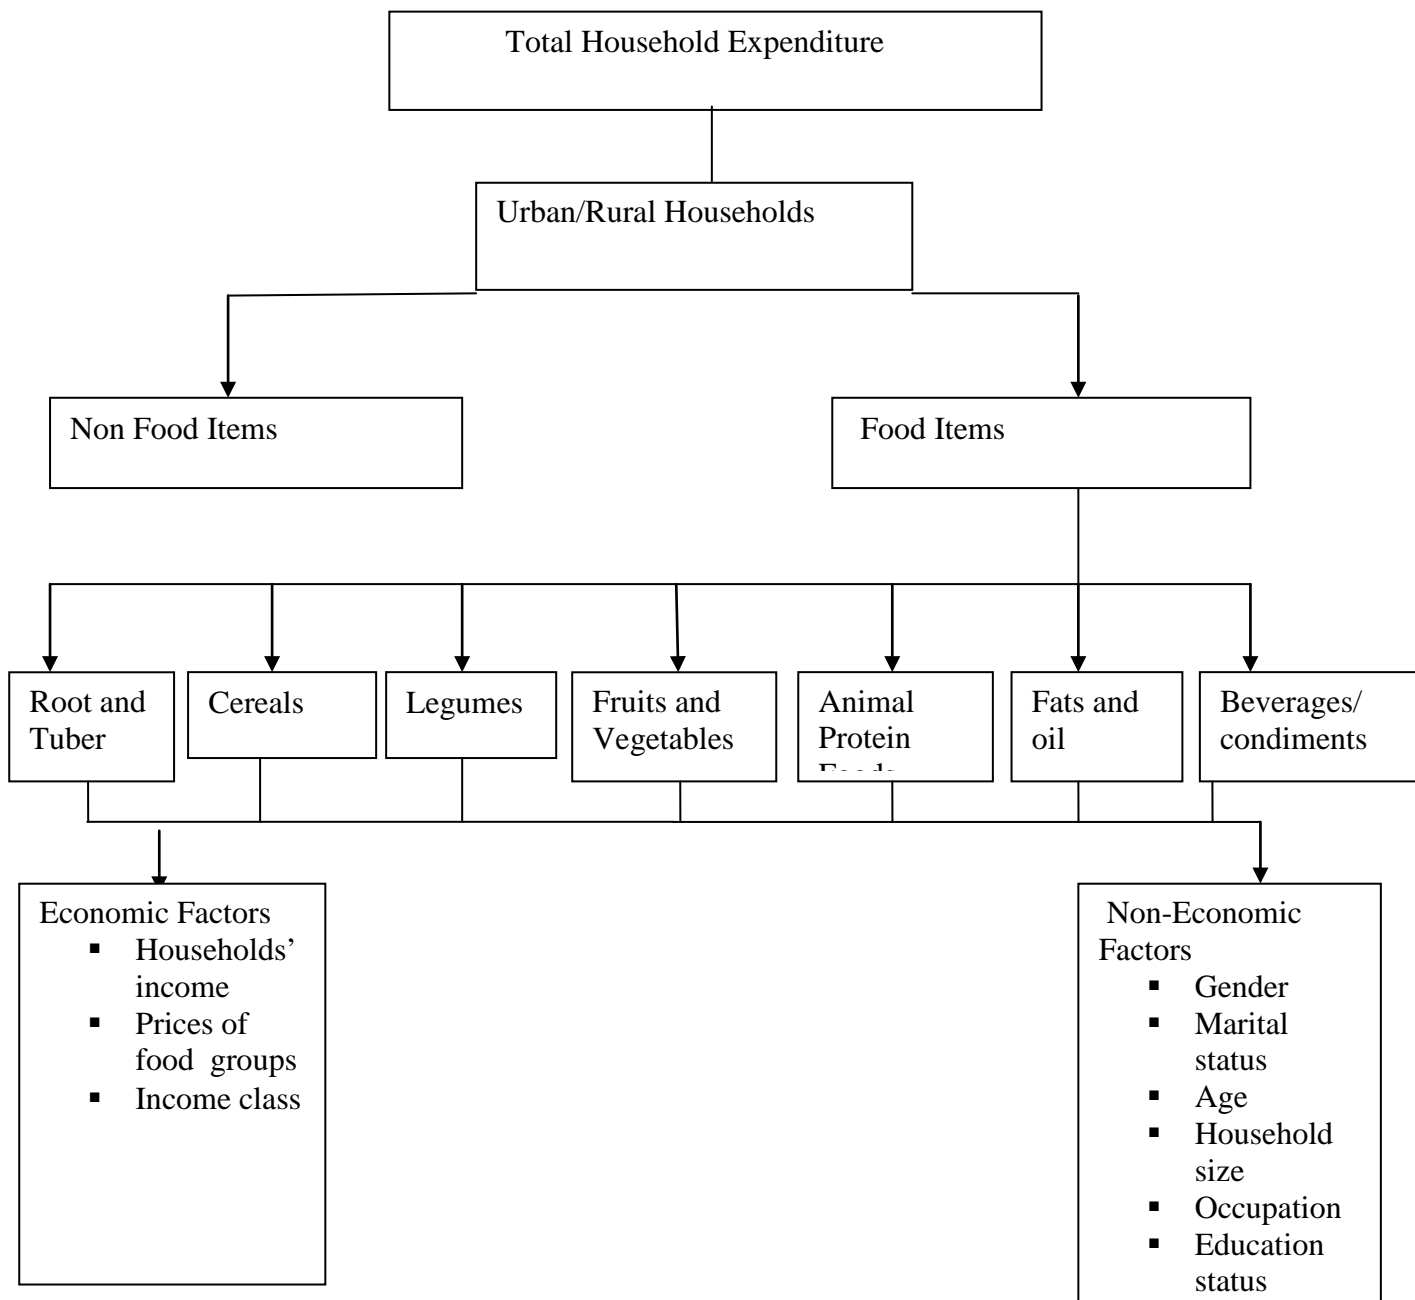 Total Household Expenditure
Urban/Rural Households
Non Food Items
Food Items
Root and
Tuber
Cereals
Legumes
Fruits and
Vegetables
Animal
Protein
Fats and
oil
Beverages/
condiments
Economic Factors
▪ Households’
income
▪ Prices of
food groups
▪ Income class
Non-Economic
Factors
▪ Gender
▪ Marital
status
▪ Age
▪ Household
size
▪ Occupation
▪ Education
status